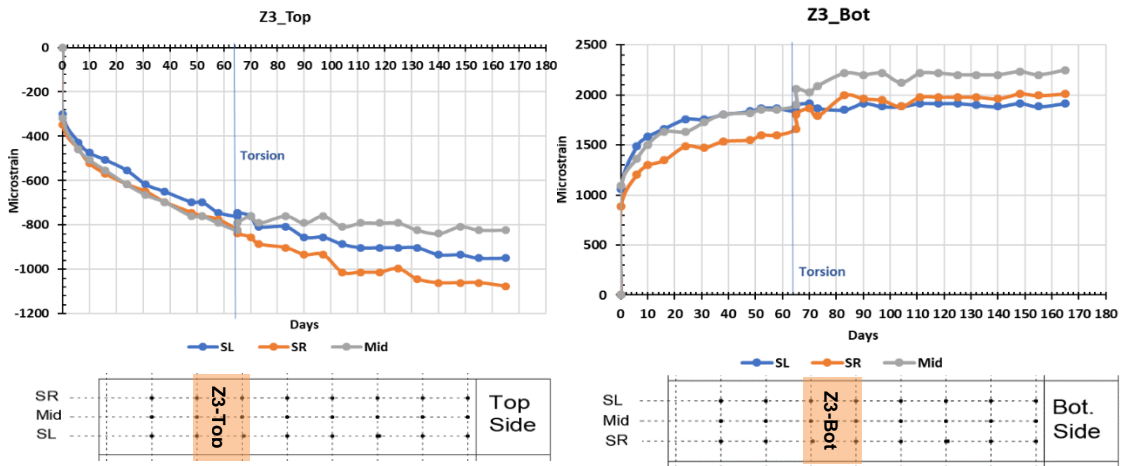 Z3_Top
0
0 10 20 30 40 50 60 70 80 90 100 110 120 130 140 150 160 170 180
-200
-400
-600
-800
-1000
-1200
Microstrain
Torsion
Days
SL SR Mid
SR
Mid
SL
Z3-Top
Top
Side
Z3_Bot
2500
2000
1500
1000
500
0
0 10 20 30 40 50 60 70 80 90 100 110 120 130 140 150 160 170 180
Microstrain
Torsion
Days
SL SR Mid
SL
Mid
SR
Z3-Bot
Bot.
Side